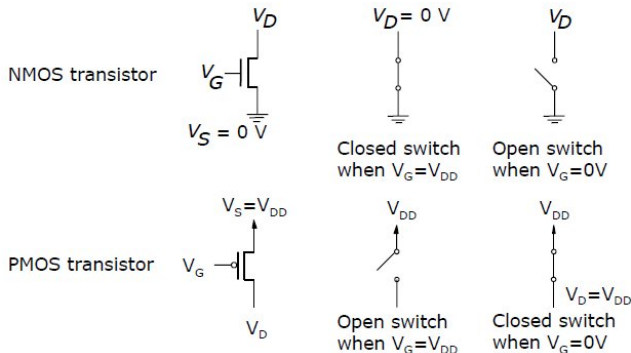 V_D
V_D = 0 V
V_D
NMOS transistor
V_G
V_S = 0 V
Closed switch
when V_G=V_DD
Open switch
when V_G=0V
V_S=V_DD
V_DD
V_DD
PMOS transistor
V_G
V_D
V_D=V_DD
Open switch
when V_G=V_DD
Closed switch
when V_G=0V